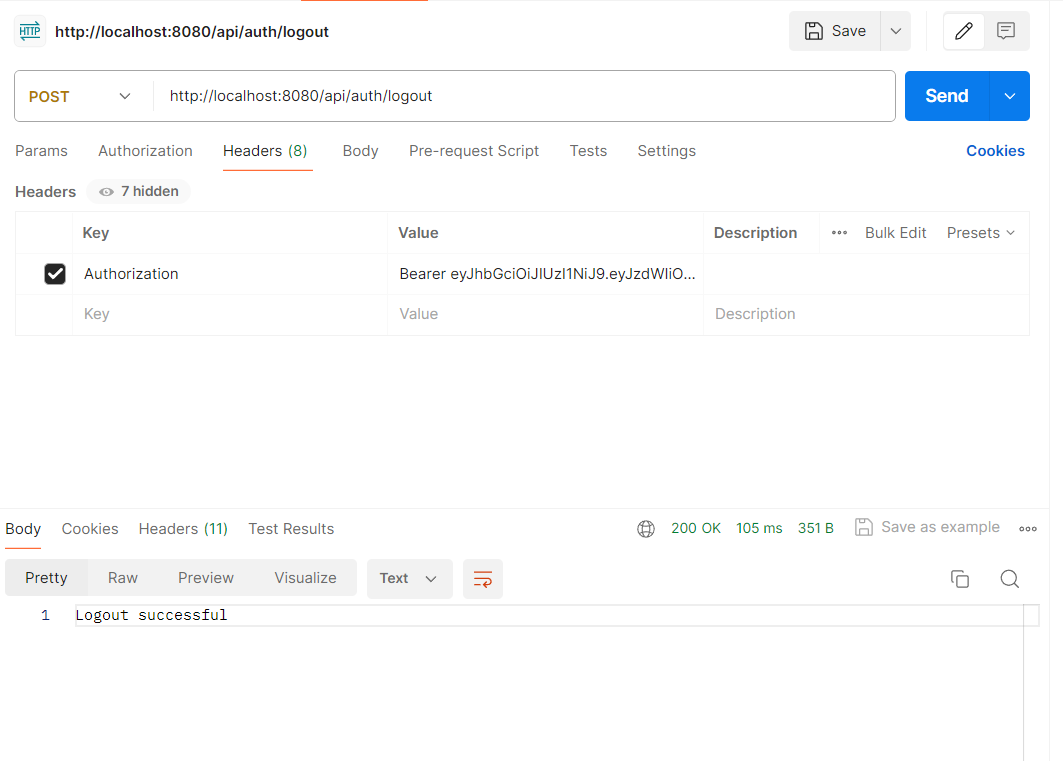 HTTP http://localhost:8080/api/auth/logout Save
POST http://localhost:8080/api/auth/logout Send
Params Authorization Headers (8) Body Pre-request Script Tests Settings Cookies
Headers 7 hidden
Key Value Description Bulk Edit Presets
Authorization Bearer eyJhbGciOiJIUzI1NiJ9.eyJzdWIiO...
Key Value Description
Body Cookies Headers (11) Test Results 200 OK 105 ms 351 B Save as example
Pretty Raw Preview Visualize Text
1 Logout successful